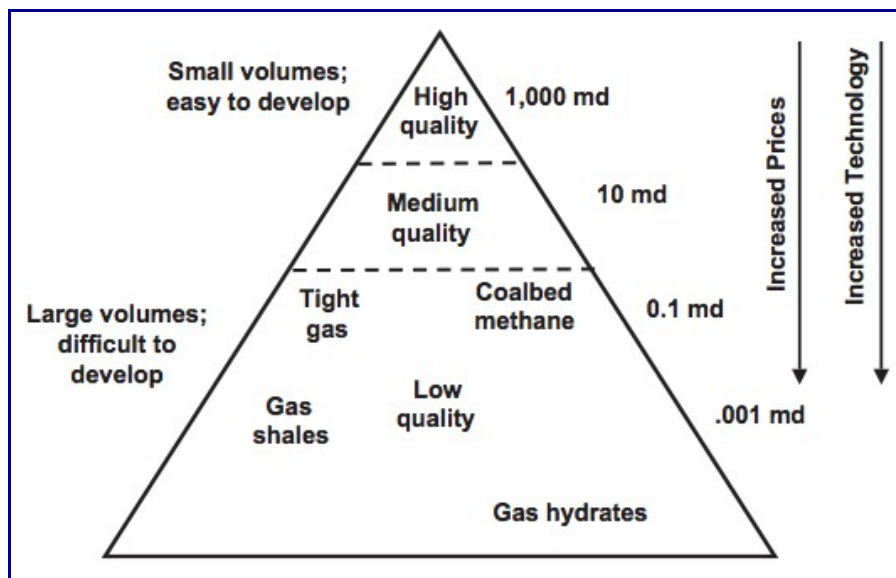 Small volumes;
easy to develop
High
quality
1,000 md
Medium
quality
10 md
Large volumes;
difficult to
develop
Tight
gas
Coalbed
methane
0.1 md
Gas
shales
Low
quality
.001 md
Gas hydrates
Increased Prices
Increased Technology